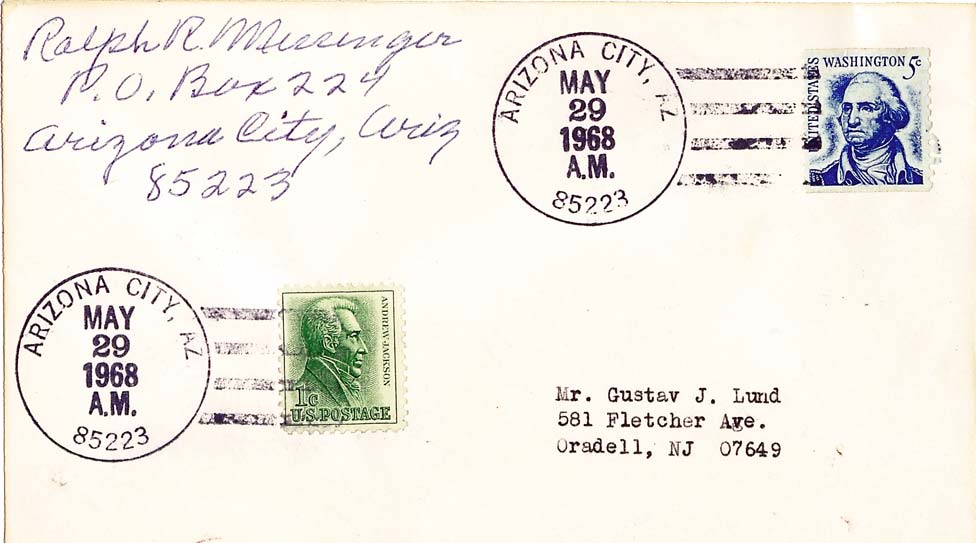 Ralph R. Messenger
P.O. Box 224
Arizona City, Ariz
85223
ARIZONA CITY, AZ
MAY
29
1968
A.M.
85223
UNITED STATES
WASHINGTON 5c
ARIZONA CITY, AZ
MAY
29
1968
A.M.
85223
ANDREW JACKSON
1c
U.S. POSTAGE
Mr. Gustav J. Lund
581 Fletcher Ave.
Oradell, NJ 07649